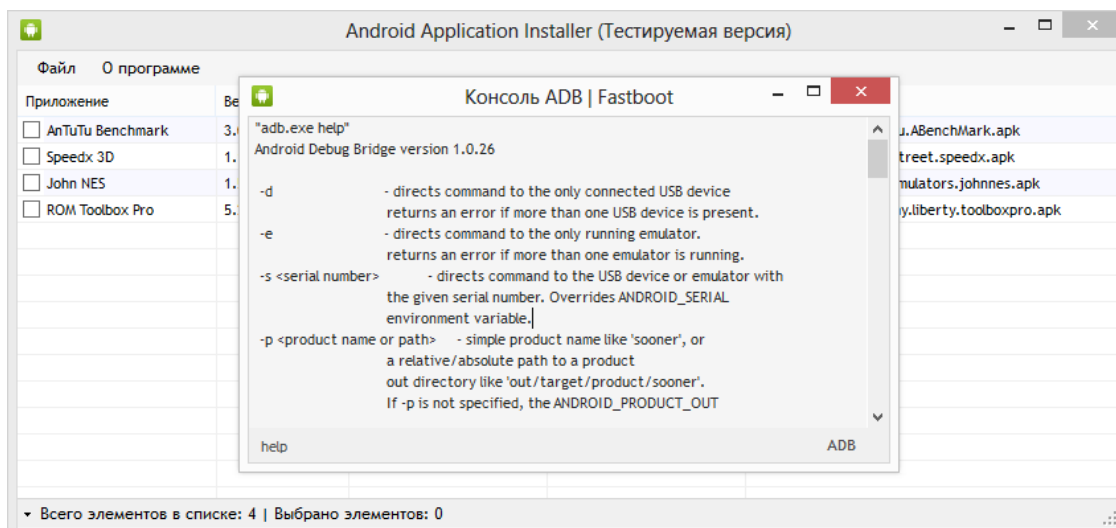 Android Application Installer (Тестируемая версия)
Файл О программе
Приложение
AnTuTu Benchmark
u.ABenchMark.apk
Speedx 3D 1.
treet.speedx.apk
John NES 1.
mulators.johnnes.apk
ROM Toolbox Pro 5.
y.liberty.toolboxpro.apk
Консоль ADB | Fastboot
"adb.exe help"
Android Debug Bridge version 1.0.26
-d - directs command to the only connected USB device
returns an error if more than one USB device is present.
-e - directs command to the only running emulator.
returns an error if more than one emulator is running.
-s <serial number> - directs command to the USB device or emulator with
the given serial number. Overrides ANDROID_SERIAL
environment variable.
-p <product name or path> - simple product name like 'sooner', or
a relative/absolute path to a product
out directory like 'out/target/product/sooner'.
If -p is not specified, the ANDROID_PRODUCT_OUT
help ADB
Всего элементов в списке: 4 | Выбрано элементов: 0